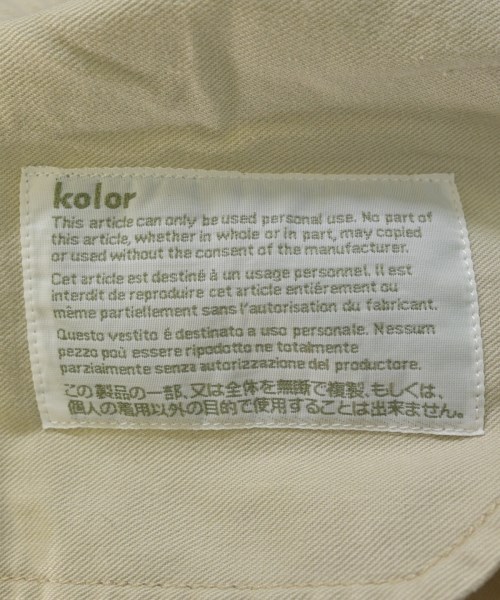 kolor
This article can only be used personal use. No part of
this article, whether in whole or in part, may copied
or used without the consent of the manufacturer.
Cet article est destiné à un usage personnel. Il est
interdit de reproduire cet article entiérement ou
même partiellement sans l'autorisation du fabricant.
Questo vestito é destinato a uso personale. Nessum
pezzo poù essere ripodotto ne totalmente
parzialmente senza autorizzazione del productore.
この製品の一部、又は全体を無断で複製、もしくは、
個人の着用以外の目的で使用することは出来ません。